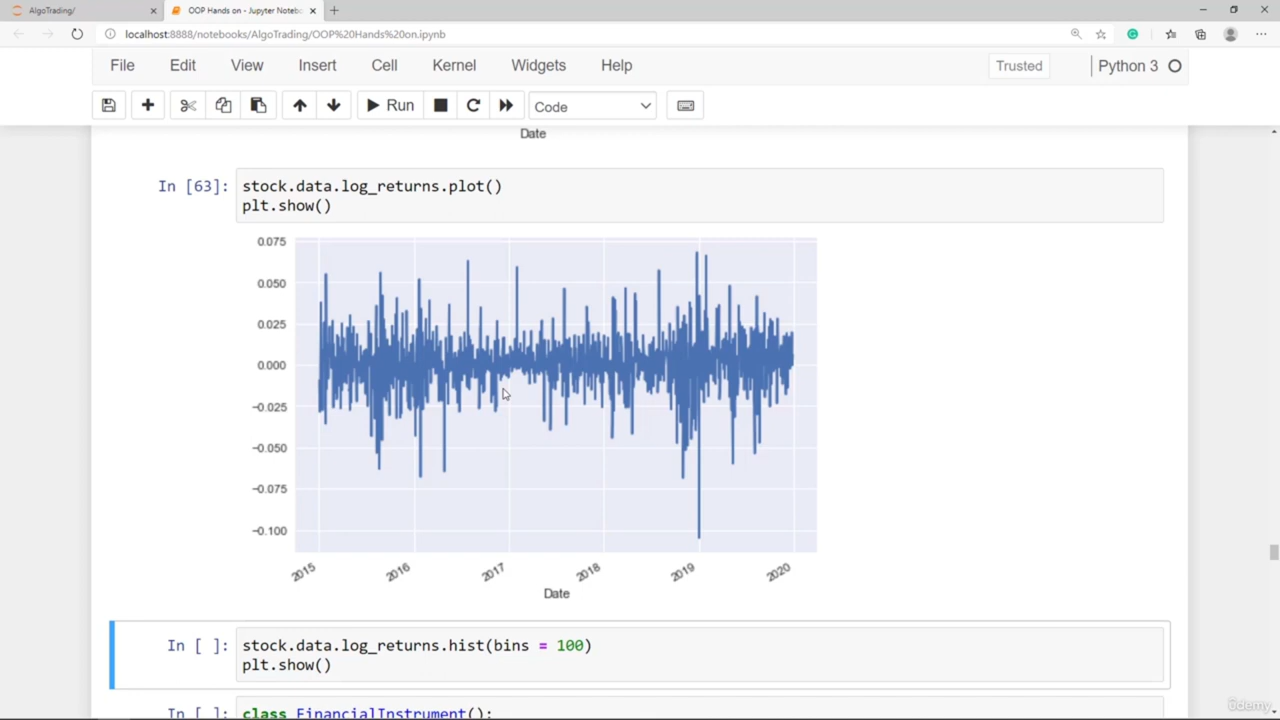 AlgoTrading/
OOP Hands on - Jupyter Notebo
localhost:8888/notebooks/AlgoTrading/OOP%20Hands%20on.ipynb
File Edit View Insert Cell Kernel Widgets Help Trusted Python 3
Run Code
Date
In [63]: stock.data.log_returns.plot()
plt.show()
0.075
0.050
0.025
0.000
−0.025
−0.050
−0.075
−0.100
2015 2016 2017 2018 2019 2020
Date
In [ ]: stock.data.log_returns.hist(bins = 100)
plt.show()
In [ ]: class FinancialInstrument():
ûdemy